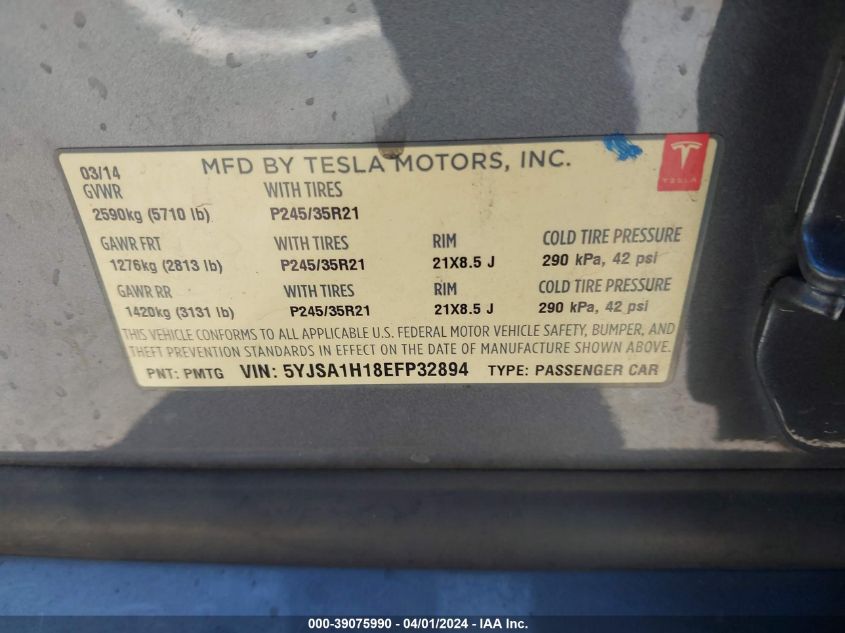 03/14 MFD BY TESLA MOTORS, INC.
TESLA
GVWR WITH TIRES
2590kg (5710 lb) P245/35R21
GAWR FRT WITH TIRES RIM COLD TIRE PRESSURE
1276kg (2813 lb) P245/35R21 21X8.5 J 290 kPa, 42 psi
GAWR RR WITH TIRES RIM COLD TIRE PRESSURE
1420kg (3131 lb) P245/35R21 21X8.5 J 290 kPa, 42 psi
THIS VEHICLE CONFORMS TO ALL APPLICABLE U.S. FEDERAL MOTOR VEHICLE SAFETY, BUMPER, AND
THEFT PREVENTION STANDARDS IN EFFECT ON THE DATE OF MANUFACTURE SHOWN ABOVE.
PNT: PMTG VIN: 5YJSA1H18EFP32894 TYPE: PASSENGER CAR
000-39075990 - 04/01/2024 - IAA Inc.